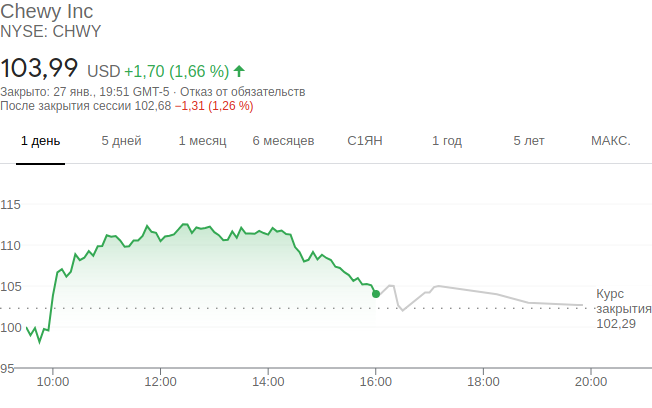 Chewy Inc
NYSE: CHWY
103,99 USD +1,70 (1,66 %)
Закрыто: 27 янв., 19:51 GMT-5 · Отказ от обязательств
После закрытия сессии 102,68 −1,31 (1,26 %)
1 день 5 дней 1 месяц 6 месяцев С1ЯН 1 год 5 лет МАКС.
115
110
105
Курс
закрытия
102,29
100
95
10:00 12:00 14:00 16:00 18:00 20:00